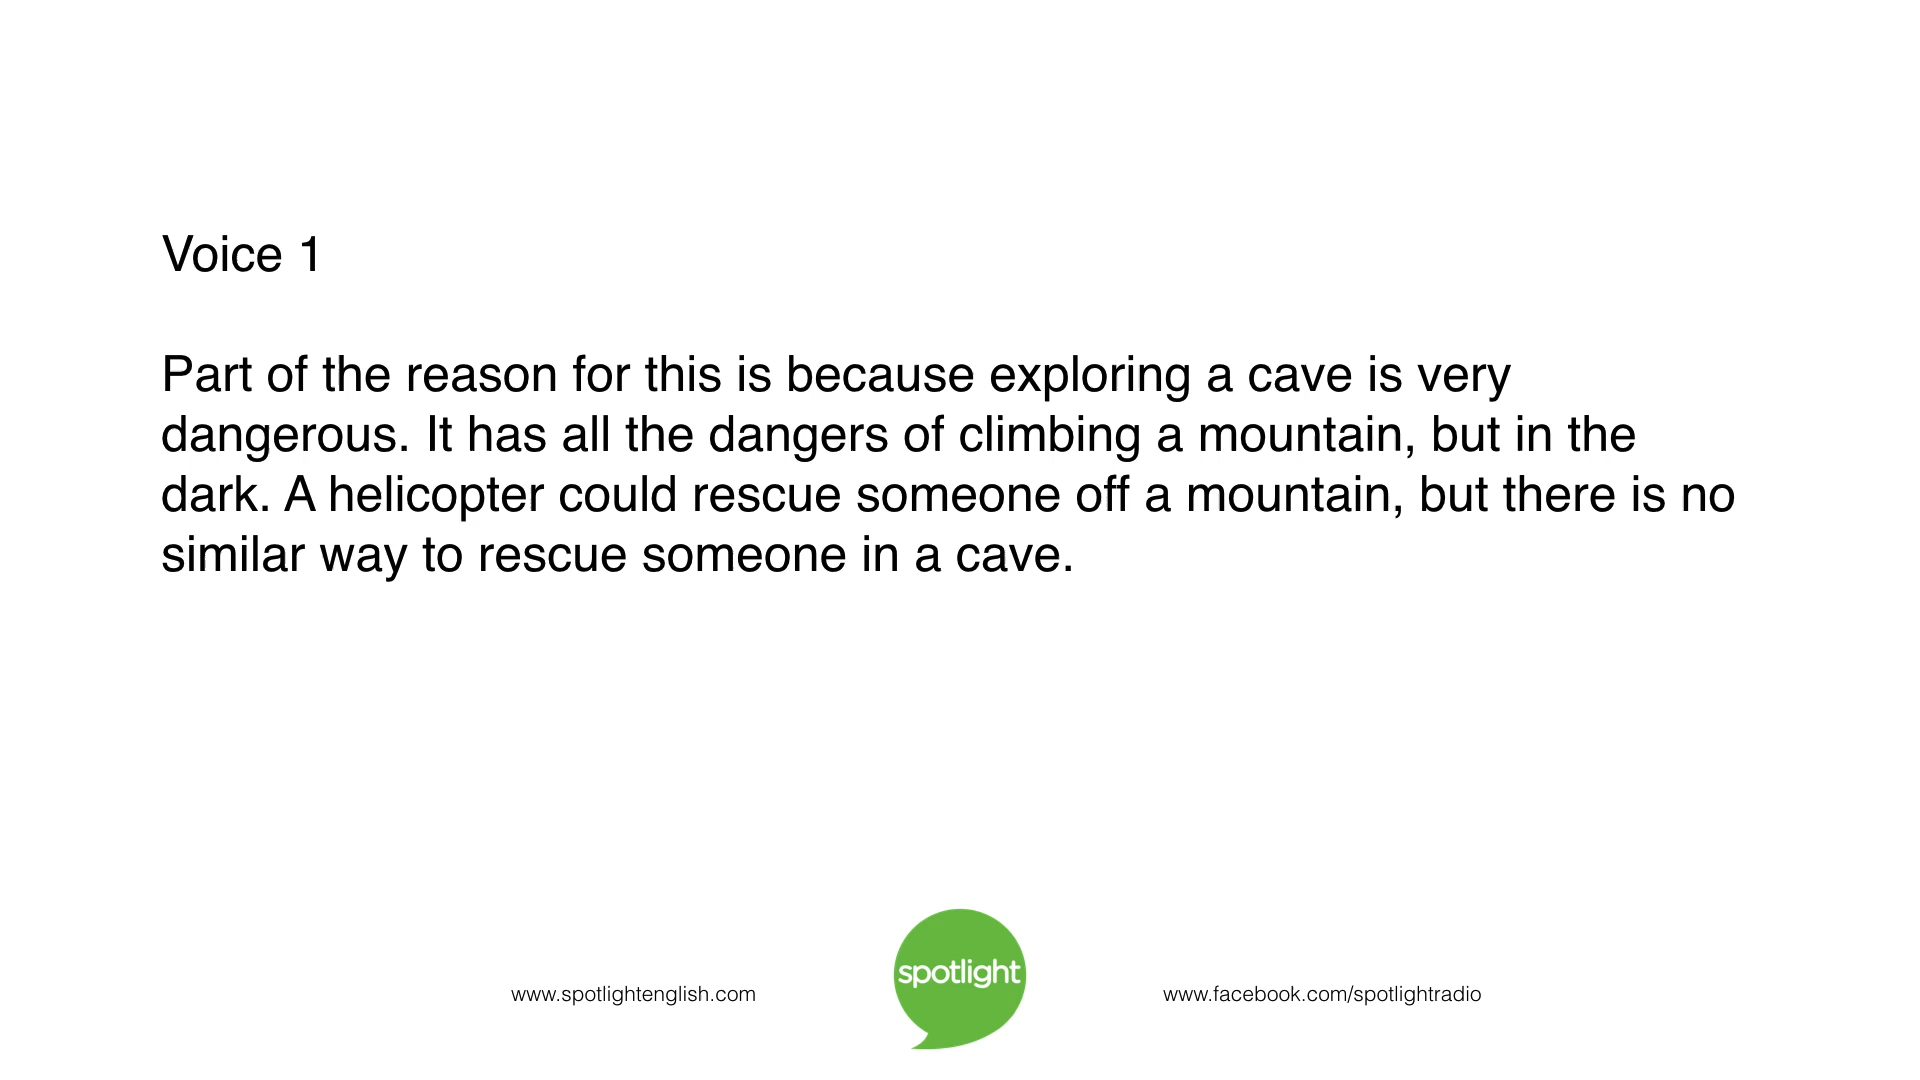 Voice 1
Part of the reason for this is because exploring a cave is very
dangerous. It has all the dangers of climbing a mountain, but in the
dark. A helicopter could rescue someone off a mountain, but there is no
similar way to rescue someone in a cave.
spotlight
www.spotlightenglish.com
www.facebook.com/spotlightradio